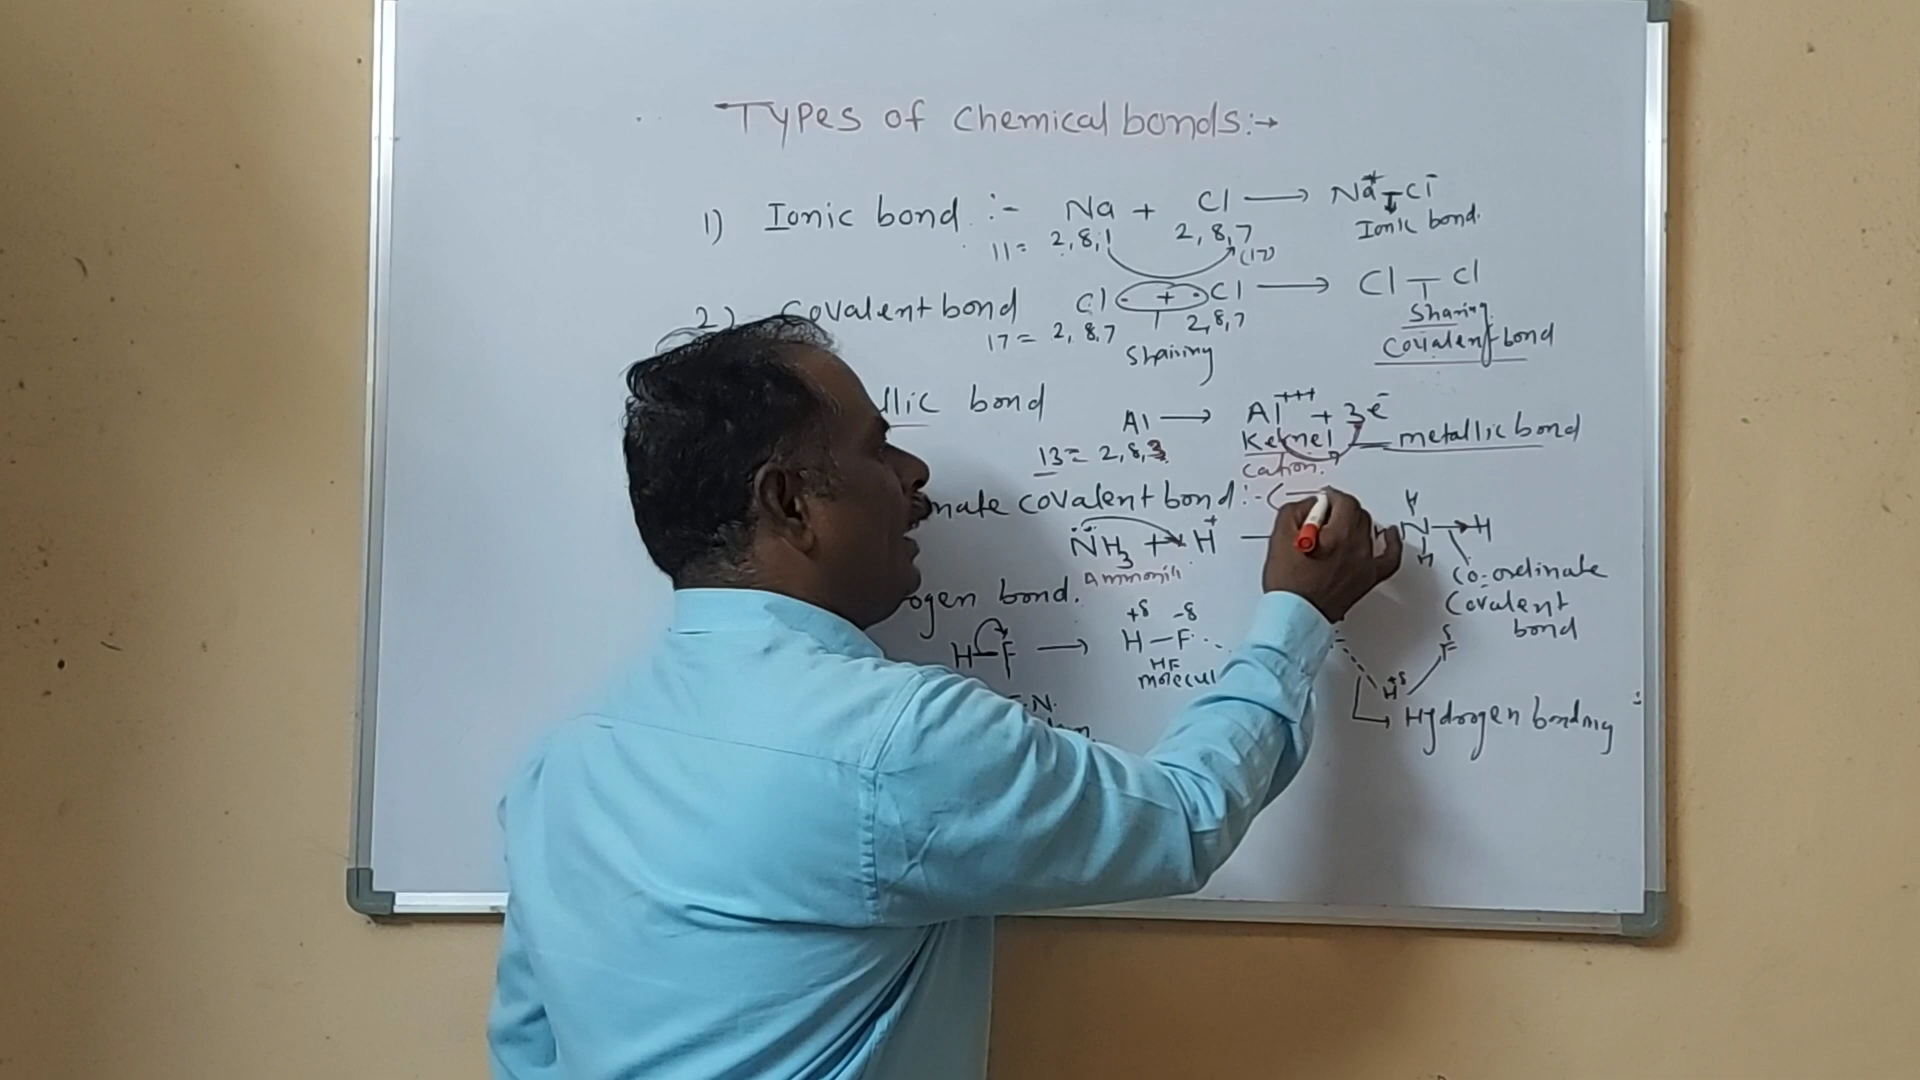 Types of chemical bonds:→
1) Ionic bond :- Na + Cl → Na⁺ - Cl⁻
11 = 2,8,1 2,8,7 (17) Ionic bond.
2) Covalent bond Cl · + · Cl → Cl - Cl
17 = 2,8,7 2,8,7 Sharing
Sharing Covalent bond
llic bond Al → Al⁺⁺⁺ + 3e⁻
13 = 2,8,3 Kernel metallic bond
Cation.
nate covalent bond :- (
NH₃ + H⁺ H N → H
H
H
Ammonia Co-ordinate
Covalent
bond
ogen bond.
H-F → +δ -δ
H - F
HF
molecul
H⁺δ F δ
.N.
Hydrogen bonding